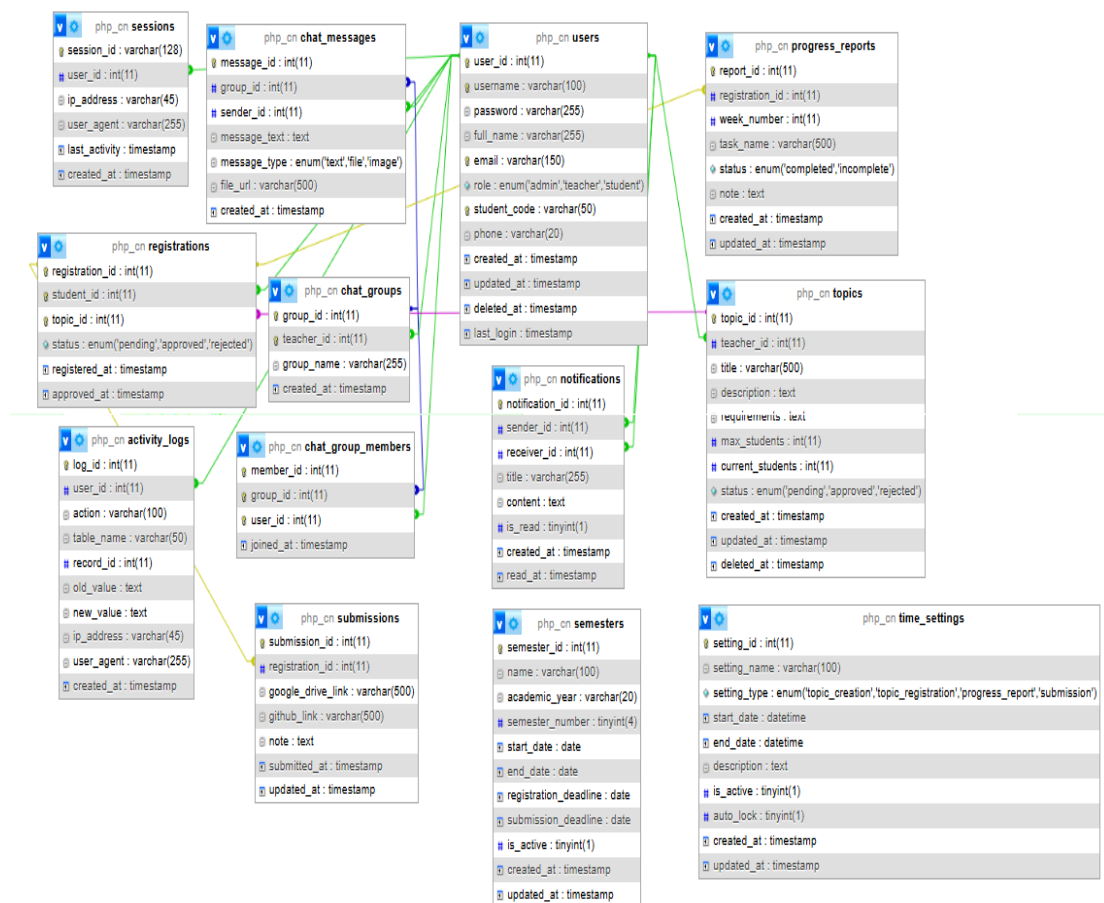 php_cn sessions
session_id : varchar(128)
user_id : int(11)
ip_address : varchar(45)
user_agent : varchar(255)
last_activity : timestamp
created_at : timestamp
php_cn chat_messages
message_id : int(11)
group_id : int(11)
sender_id : int(11)
message_text : text
message_type : enum('text','file','image')
file_url : varchar(500)
created_at : timestamp
php_cn users
user_id : int(11)
username : varchar(100)
password : varchar(255)
full_name : varchar(255)
email : varchar(150)
role : enum('admin','teacher','student')
student_code : varchar(50)
phone : varchar(20)
created_at : timestamp
updated_at : timestamp
deleted_at : timestamp
last_login : timestamp
php_cn progress_reports
report_id : int(11)
registration_id : int(11)
week_number : int(11)
task_name : varchar(500)
status : enum('completed','incomplete')
note : text
created_at : timestamp
updated_at : timestamp
php_cn registrations
registration_id : int(11)
student_id : int(11)
topic_id : int(11)
status : enum('pending','approved','rejected')
registered_at : timestamp
approved_at : timestamp
php_cn chat_groups
group_id : int(11)
teacher_id : int(11)
group_name : varchar(255)
created_at : timestamp
php_cn topics
topic_id : int(11)
teacher_id : int(11)
title : varchar(500)
description : text
requirements : text
max_students : int(11)
current_students : int(11)
status : enum('pending','approved','rejected')
created_at : timestamp
updated_at : timestamp
deleted_at : timestamp
php_cn notifications
notification_id : int(11)
sender_id : int(11)
receiver_id : int(11)
title : varchar(255)
content : text
is_read : tinyint(1)
created_at : timestamp
read_at : timestamp
php_cn activity_logs
log_id : int(11)
user_id : int(11)
action : varchar(100)
table_name : varchar(50)
record_id : int(11)
old_value : text
new_value : text
ip_address : varchar(45)
user_agent : varchar(255)
created_at : timestamp
php_cn chat_group_members
member_id : int(11)
group_id : int(11)
user_id : int(11)
joined_at : timestamp
php_cn submissions
submission_id : int(11)
registration_id : int(11)
google_drive_link : varchar(500)
github_link : varchar(500)
note : text
submitted_at : timestamp
updated_at : timestamp
php_cn semesters
semester_id : int(11)
name : varchar(100)
academic_year : varchar(20)
semester_number : tinyint(4)
start_date : date
end_date : date
registration_deadline : date
submission_deadline : date
is_active : tinyint(1)
created_at : timestamp
updated_at : timestamp
php_cn time_settings
setting_id : int(11)
setting_name : varchar(100)
setting_type : enum('topic_creation','topic_registration','progress_report','submission')
start_date : datetime
end_date : datetime
description : text
is_active : tinyint(1)
auto_lock : tinyint(1)
created_at : timestamp
updated_at : timestamp